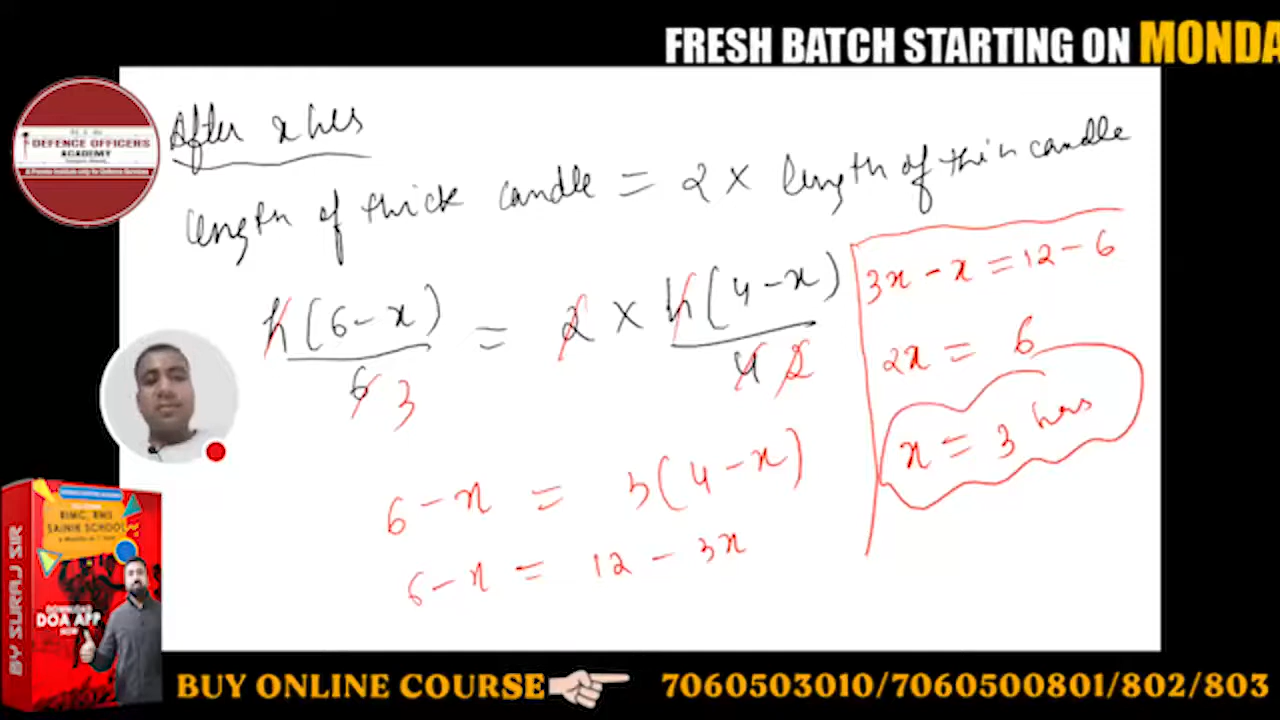 FRESH BATCH STARTING ON MONDA
DEFENCE OFFICERS
ACADEMY
After x hrs
length of thick candle = 2 × length of thin candle
h(6-x)/6 3 = 2 × h(4-x)/4 2
6-x = 3(4-x)
6-x = 12-3x
3x-x=12-6
2x = 6
x = 3 hrs
RIMC, RMS
SAINIK SCHOOL
DOWNLOAD
DOA APP
NOW
BY SURAJ SIR
BUY ONLINE COURSE
7060503010/7060500801/802/803